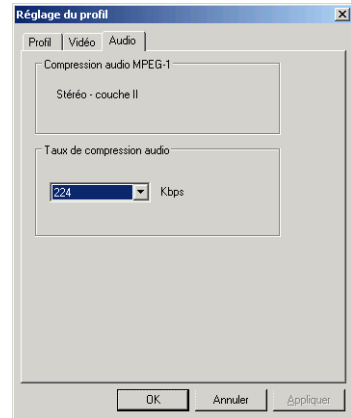 Réglage du profil
Profil Vidéo Audio
Compression audio MPEG-1
Stéréo - couche II
Taux de compression audio
224 Kbps
OK Annuler Appliquer